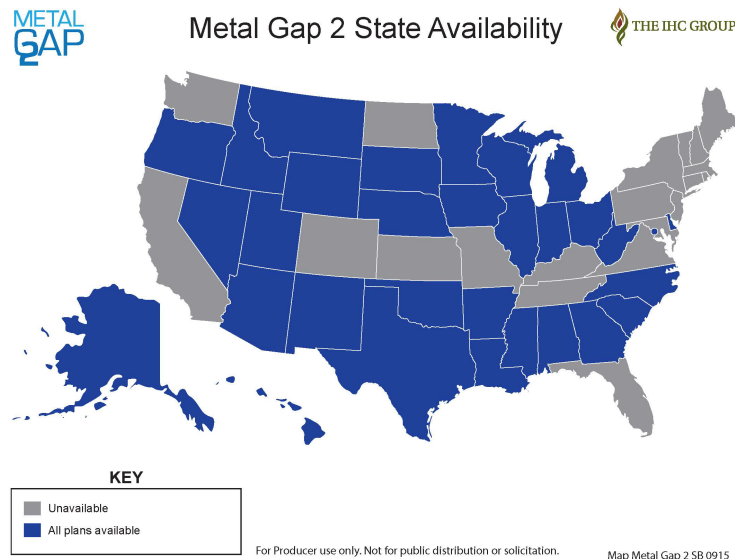 METAL
GAP
2
Metal Gap 2 State Availability
THE IHC GROUP
KEY
Unavailable
All plans available
For Producer use only. Not for public distribution or solicitation.
Map Metal Gap 2 SB 0915